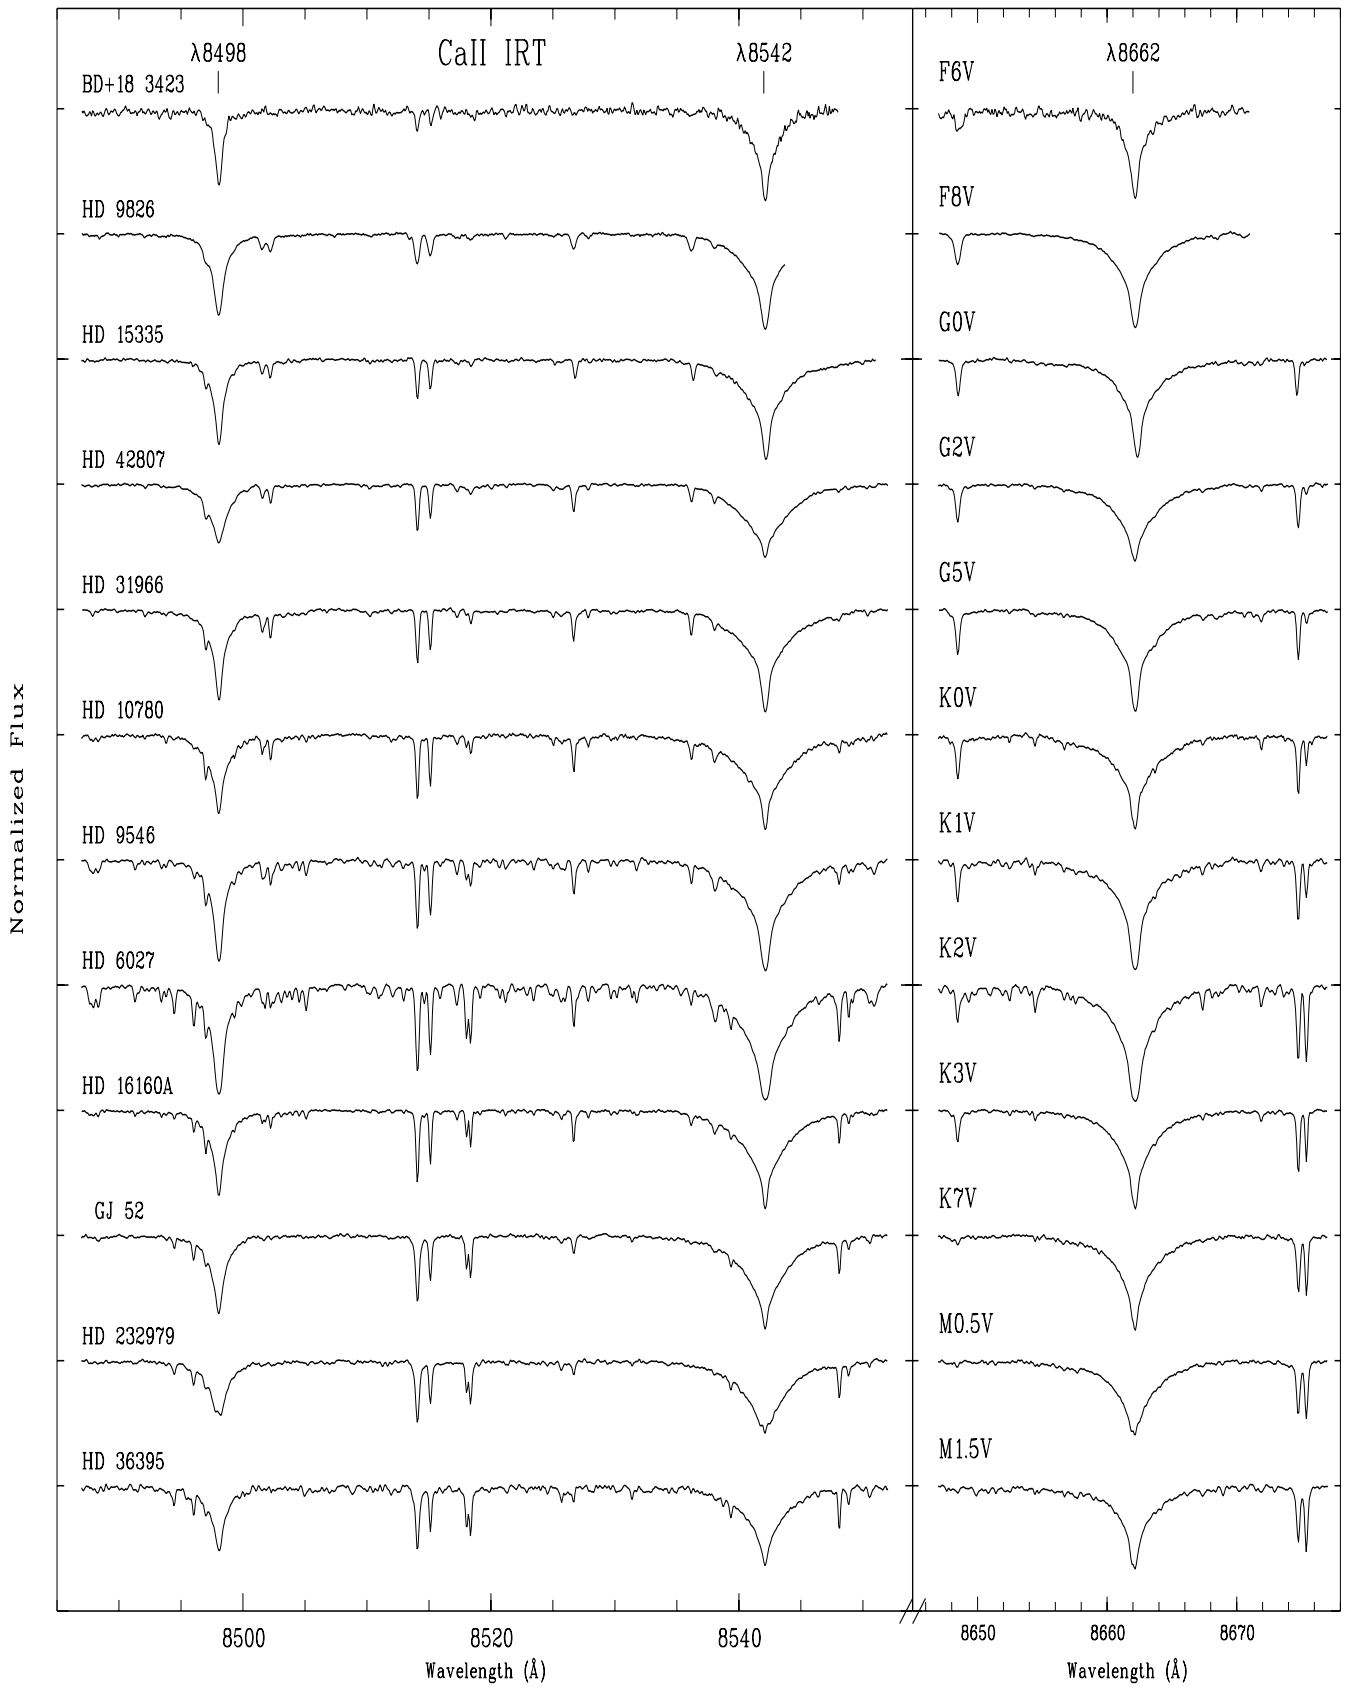 λ8498
CaII IRT
λ8542
λ8662
BD+18 3423
F6V
HD 9826
F8V
HD 15335
G0V
HD 42807
G2V
HD 31966
G5V
HD 10780
K0V
HD 9546
K1V
HD 6027
K2V
HD 16160A
K3V
GJ 52
K7V
HD 232979
M0.5V
HD 36395
M1.5V
Normalized Flux
8500
8520
8540
8650
8660
8670
Wavelength (Å)
Wavelength (Å)